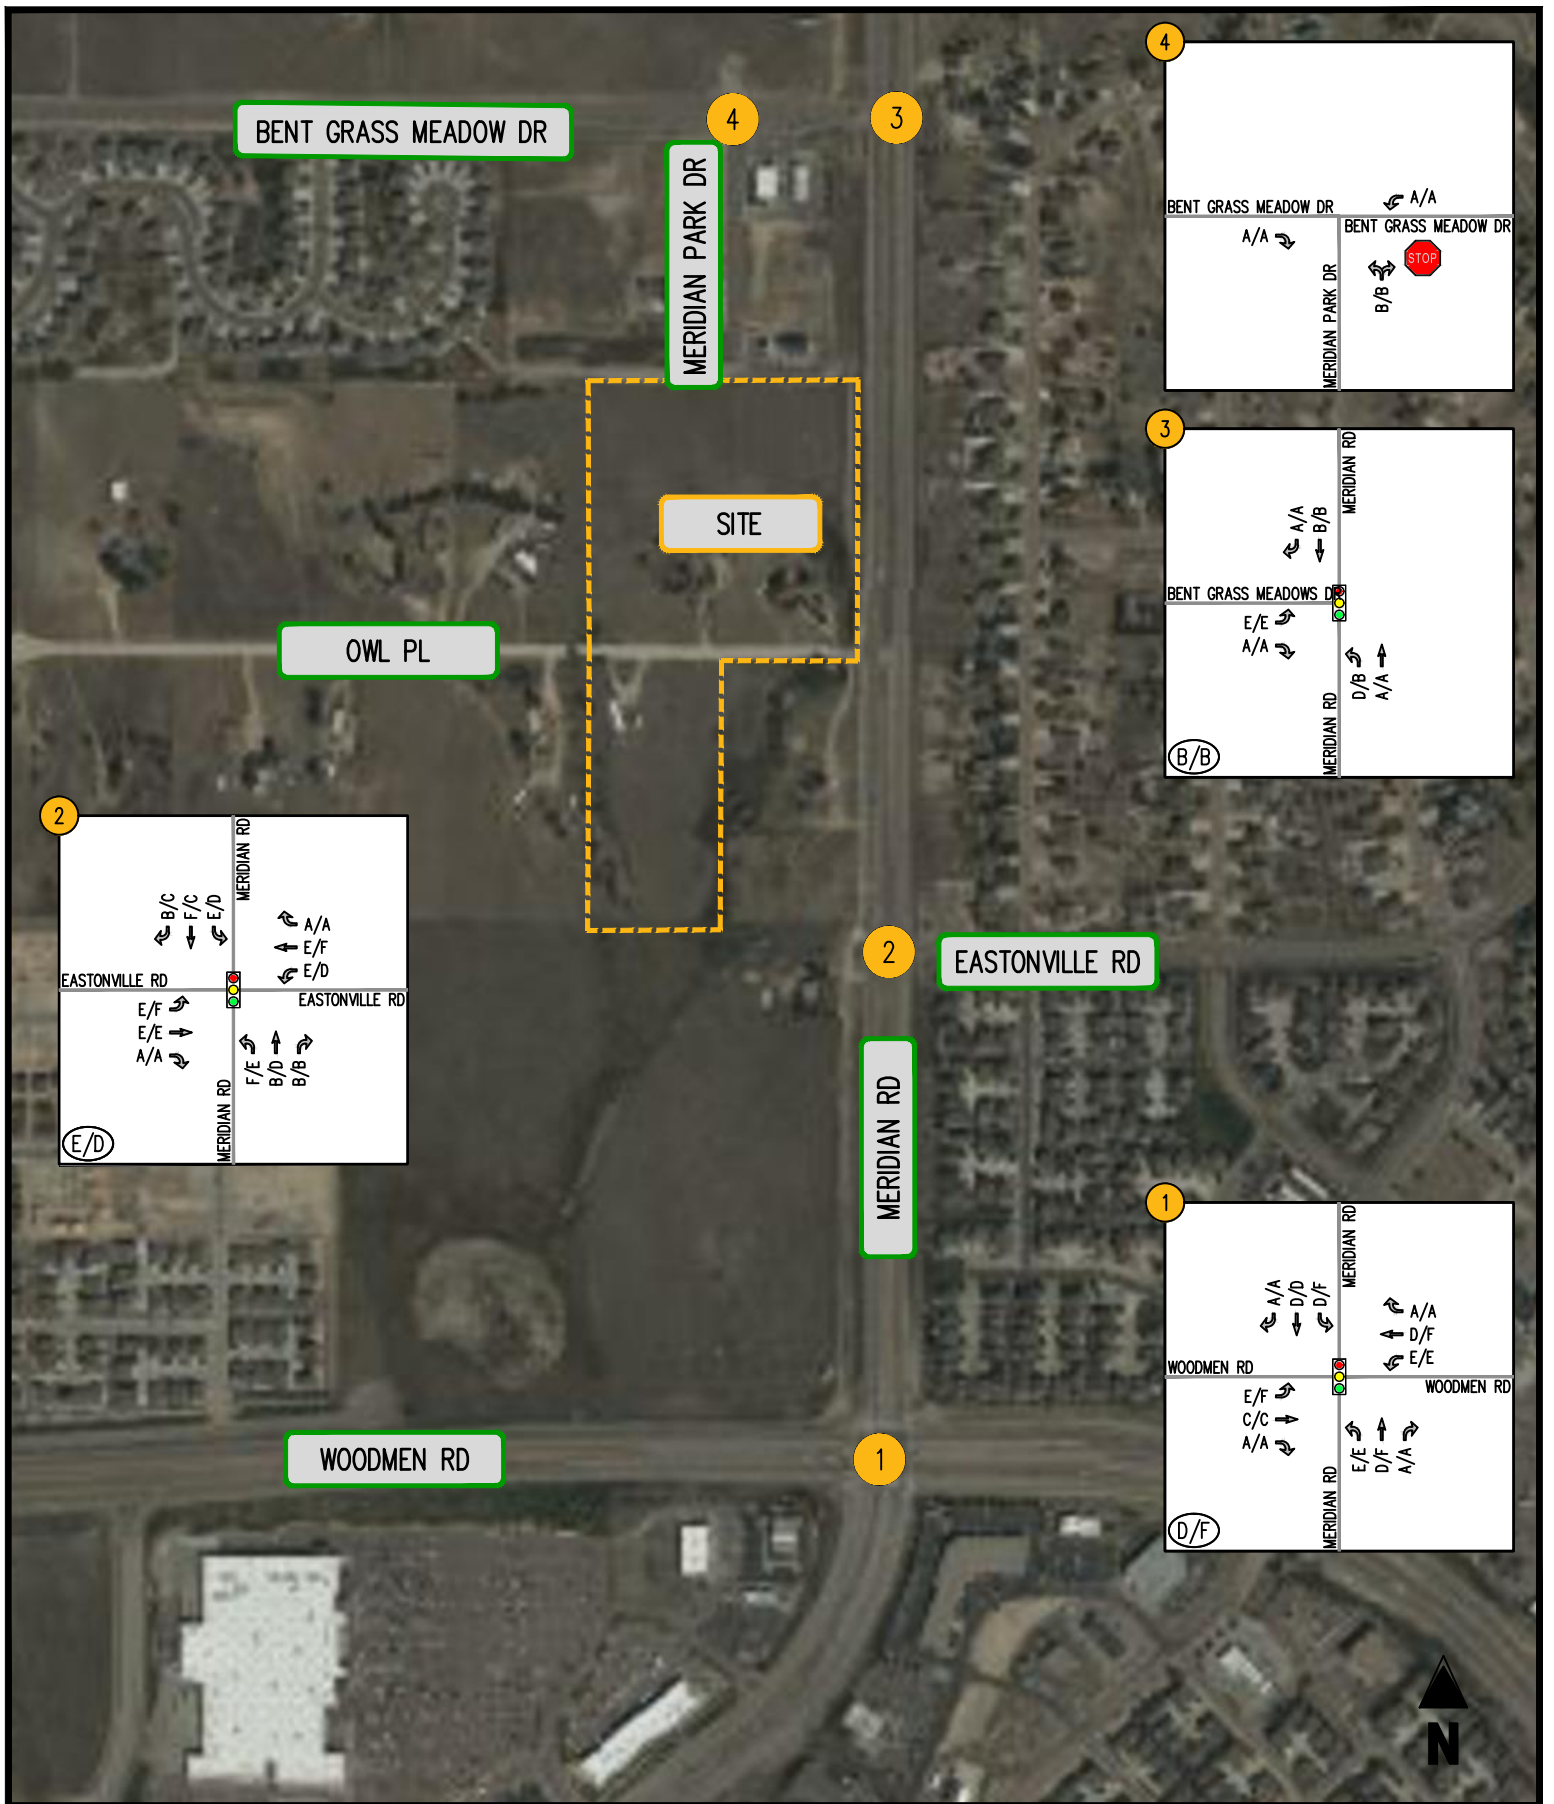 4
BENT GRASS MEADOW DR
4
3
MERIDIAN PARK DR
A/A
BENT GRASS MEADOW DR
BENT GRASS MEADOW DR
A/A
STOP
B/B
MERIDIAN PARK DR
3
MERIDIAN RD
A/A
B/B
BENT GRASS MEADOWS DR
E/E
A/A
D/B
A/A
MERIDIAN RD
B/B
SITE
OWL PL
2
MERIDIAN RD
B/C
F/C
E/D
A/A
E/F
E/D
EASTONVILLE RD
EASTONVILLE RD
E/F
E/E
A/A
F/E
B/D
B/B
MERIDIAN RD
E/D
2
EASTONVILLE RD
MERIDIAN RD
1
MERIDIAN RD
A/A
D/D
D/F
A/A
D/F
E/E
WOODMEN RD
WOODMEN RD
E/F
C/C
A/A
E/E
D/F
A/A
MERIDIAN RD
D/F
WOODMEN RD
1
N